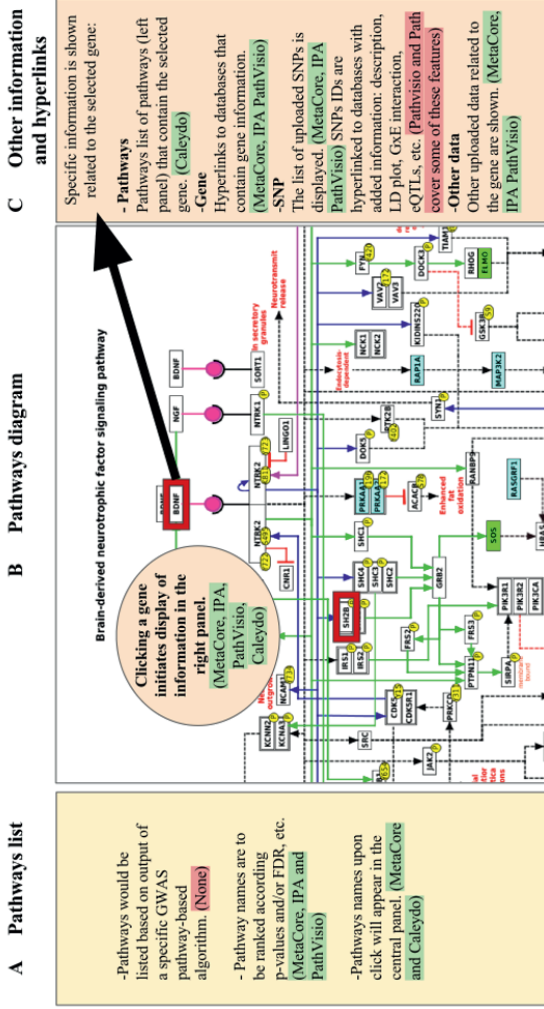 A Pathways list
-Pathways would be
listed based on output of
a specific GWAS
pathway-based
algorithm. (None)
- Pathway names are to
be ranked according
p-values and/or FDR, etc.
(MetaCore, IPA and
PathVisio)
-Pathways names upon
click will appear in the
central panel. (MetaCore
and Caleydo)
B Pathways diagram
Brain-derived neurotrophic factor signaling pathway
Clicking a gene
initiates display of
information in the
right panel.
(MetaCore, IPA,
PathVisio,
Caleydo)
BDNF
NGF
BDNF
NTRK2
NTRK2
NTRK1
SORT1
In secretory
granules
Neurotransmit
release
CNR1
LINGO1
NCAM1
KCNN2
KCNA3
SRC
JAK2
CDK5
CDK5R1
IRS1
IRS2
SH2B
SHC4
SHC3
SHC2
SHC1
FRS2
FRS3
GRB2
PTPN11
SIRPA
membrane
bound
PIK3R1
PIK3R2
PIK3CA
PRKAA1
PRKAA2
ACACB
Enhanced
fat
oxidation
DOK5
PTK2B
SYN1
RANBP9
SOS
RASGRF1
Endocytosis
dependent
RAP1A
MAP3K2
NCK1
NCK2
KIDINS220
VAV2
VAV3
FYN
DOCK3
TIAM1
RHOG
ELMO
GSK3B
C Other information
and hyperlinks
Specific information is shown
related to the selected gene:
- Pathways
Pathways list of pathways (left
panel) that contain the selected
gene. (Caleydo)
-Gene
Hyperlinks to databases that
contain gene information.
(MetaCore, IPA PathVisio)
-SNP
The list of uploaded SNPs is
displayed. (MetaCore, IPA
PathVisio) SNPs IDs are
hyperlinked to databases with
added information: description,
LD plot, GxE interaction,
eQTLs, etc. (Pathvisio and Path
cover some of these features)
-Other data
Other uploaded data related to
the gene are shown. (MetaCore,
IPA PathVisio)